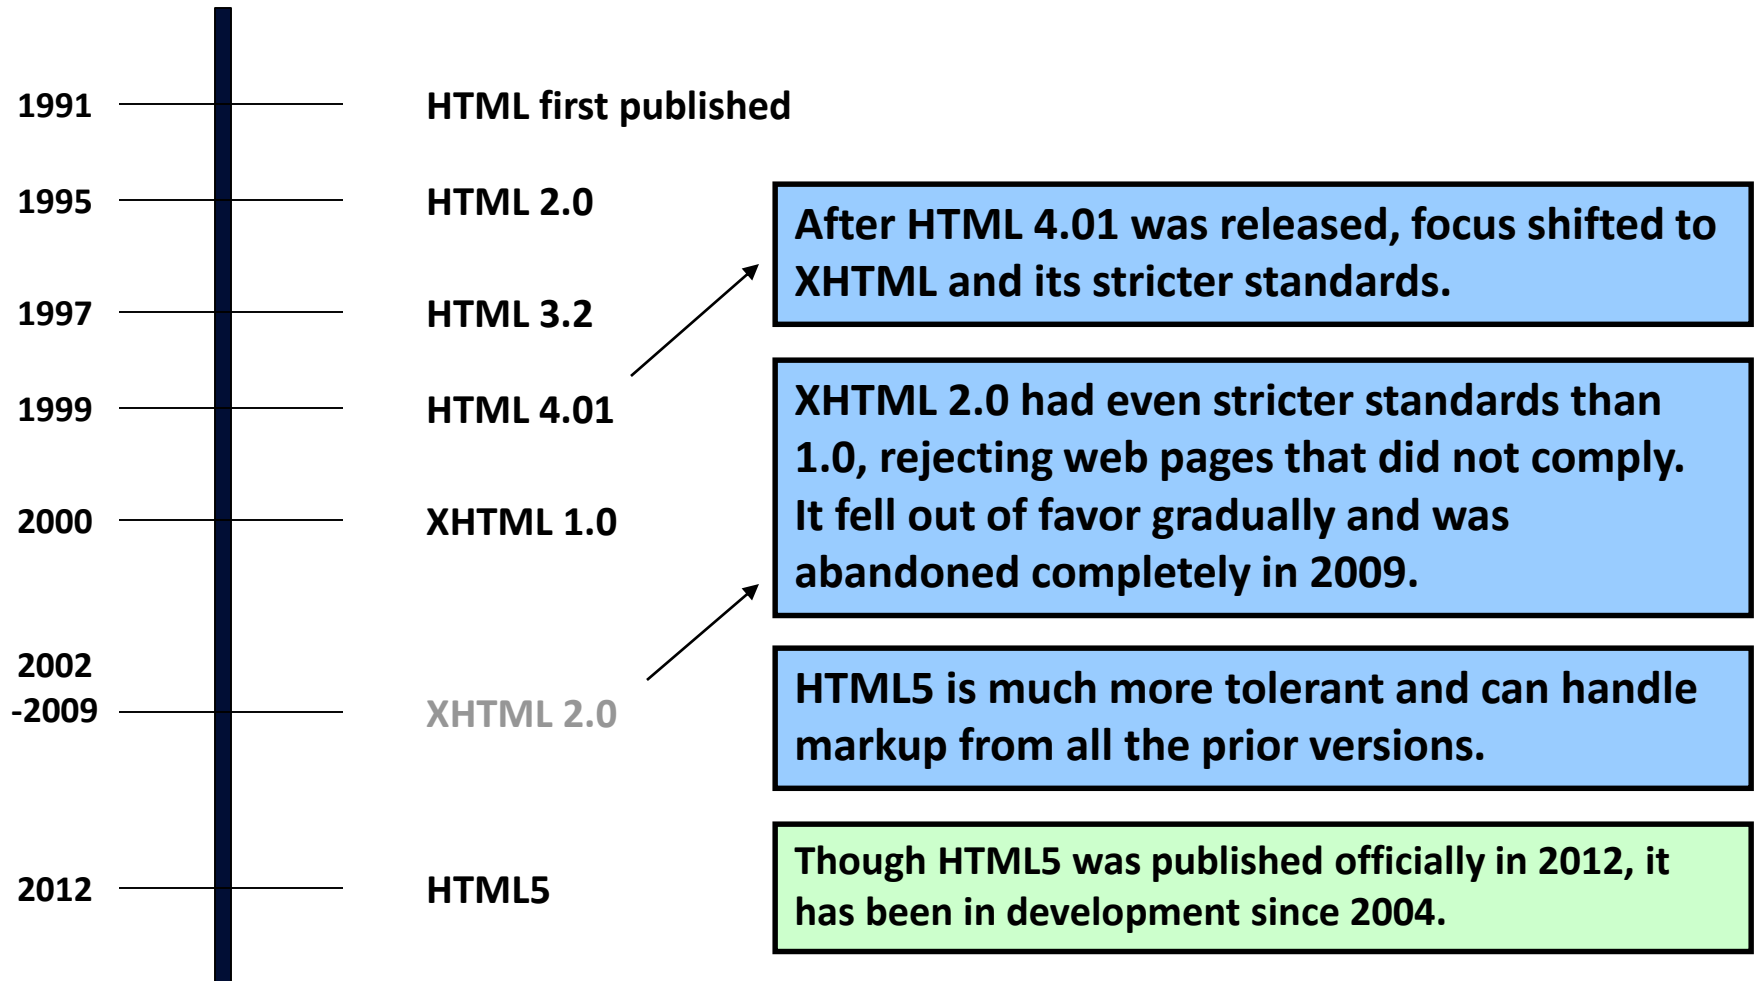 1991 HTML first published
1995 HTML 2.0
1997 HTML 3.2
1999 HTML 4.01
2000 XHTML 1.0
2002
-2009 XHTML 2.0
2012 HTML5
After HTML 4.01 was released, focus shifted to
XHTML and its stricter standards.
XHTML 2.0 had even stricter standards than
1.0, rejecting web pages that did not comply.
It fell out of favor gradually and was
abandoned completely in 2009.
HTML5 is much more tolerant and can handle
markup from all the prior versions.
Though HTML5 was published officially in 2012, it
has been in development since 2004.